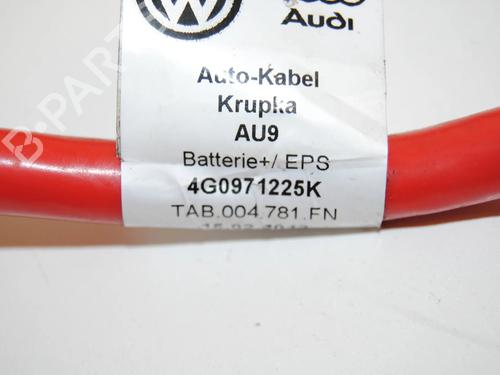 Audi
Auto-Kabel
Krupka
AU9
Batterie+/ EPS
4G0971225K
TAB.004.781.FN